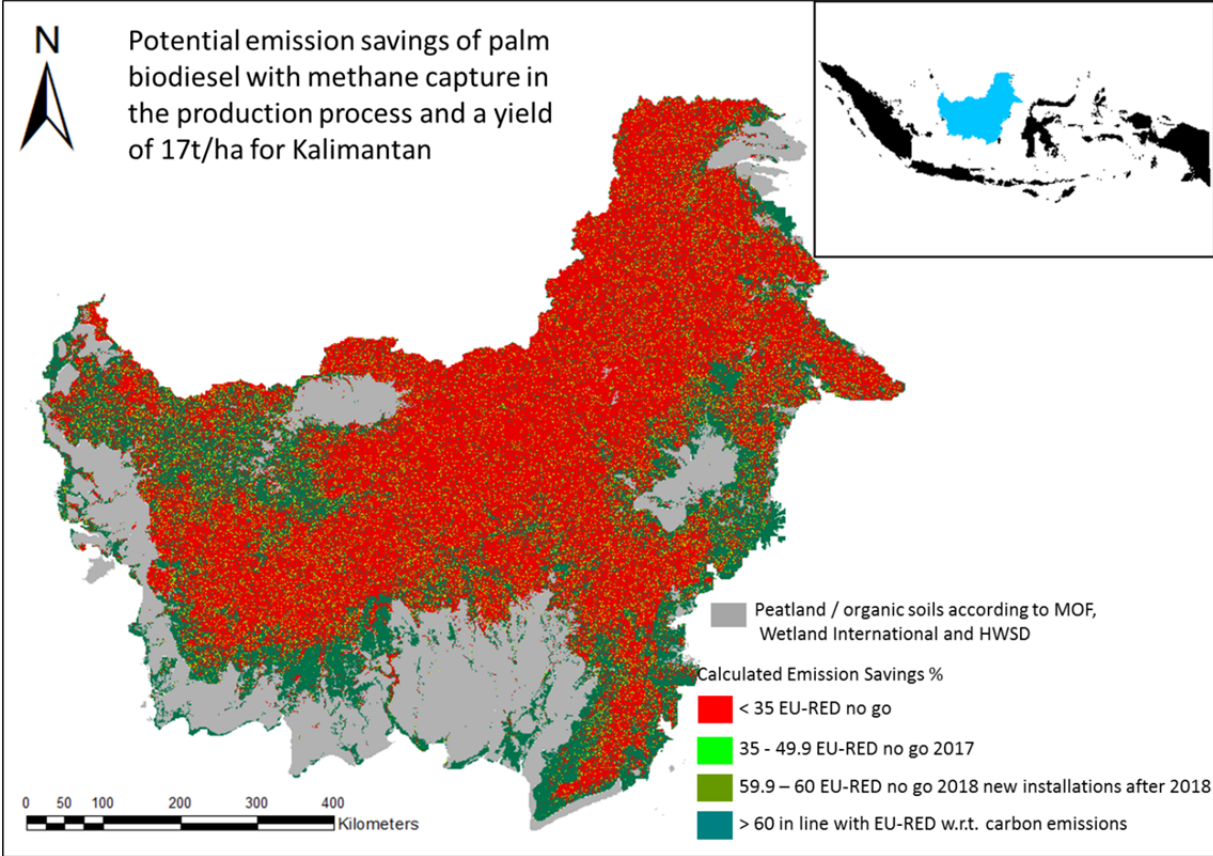 N
Potential emission savings of palm
biodiesel with methane capture in
the production process and a yield
of 17t/ha for Kalimantan
Peatland / organic soils according to MOF,
Wetland International and HWSD
Calculated Emission Savings %
< 35 EU-RED no go
35 - 49.9 EU-RED no go 2017
59.9 – 60 EU-RED no go 2018 new installations after 2018
> 60 in line with EU-RED w.r.t. carbon emissions
0 50 100 200 300 400
Kilometers